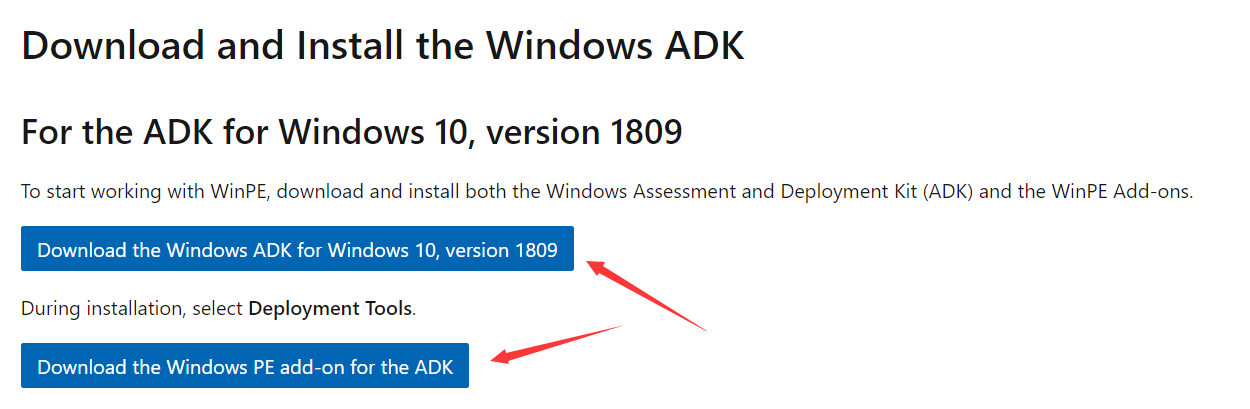 Download and Install the Windows ADK
For the ADK for Windows 10, version 1809
To start working with WinPE, download and install both the Windows Assessment and Deployment Kit (ADK) and the WinPE Add-ons.
Download the Windows ADK for Windows 10, version 1809
During installation, select Deployment Tools.
Download the Windows PE add-on for the ADK